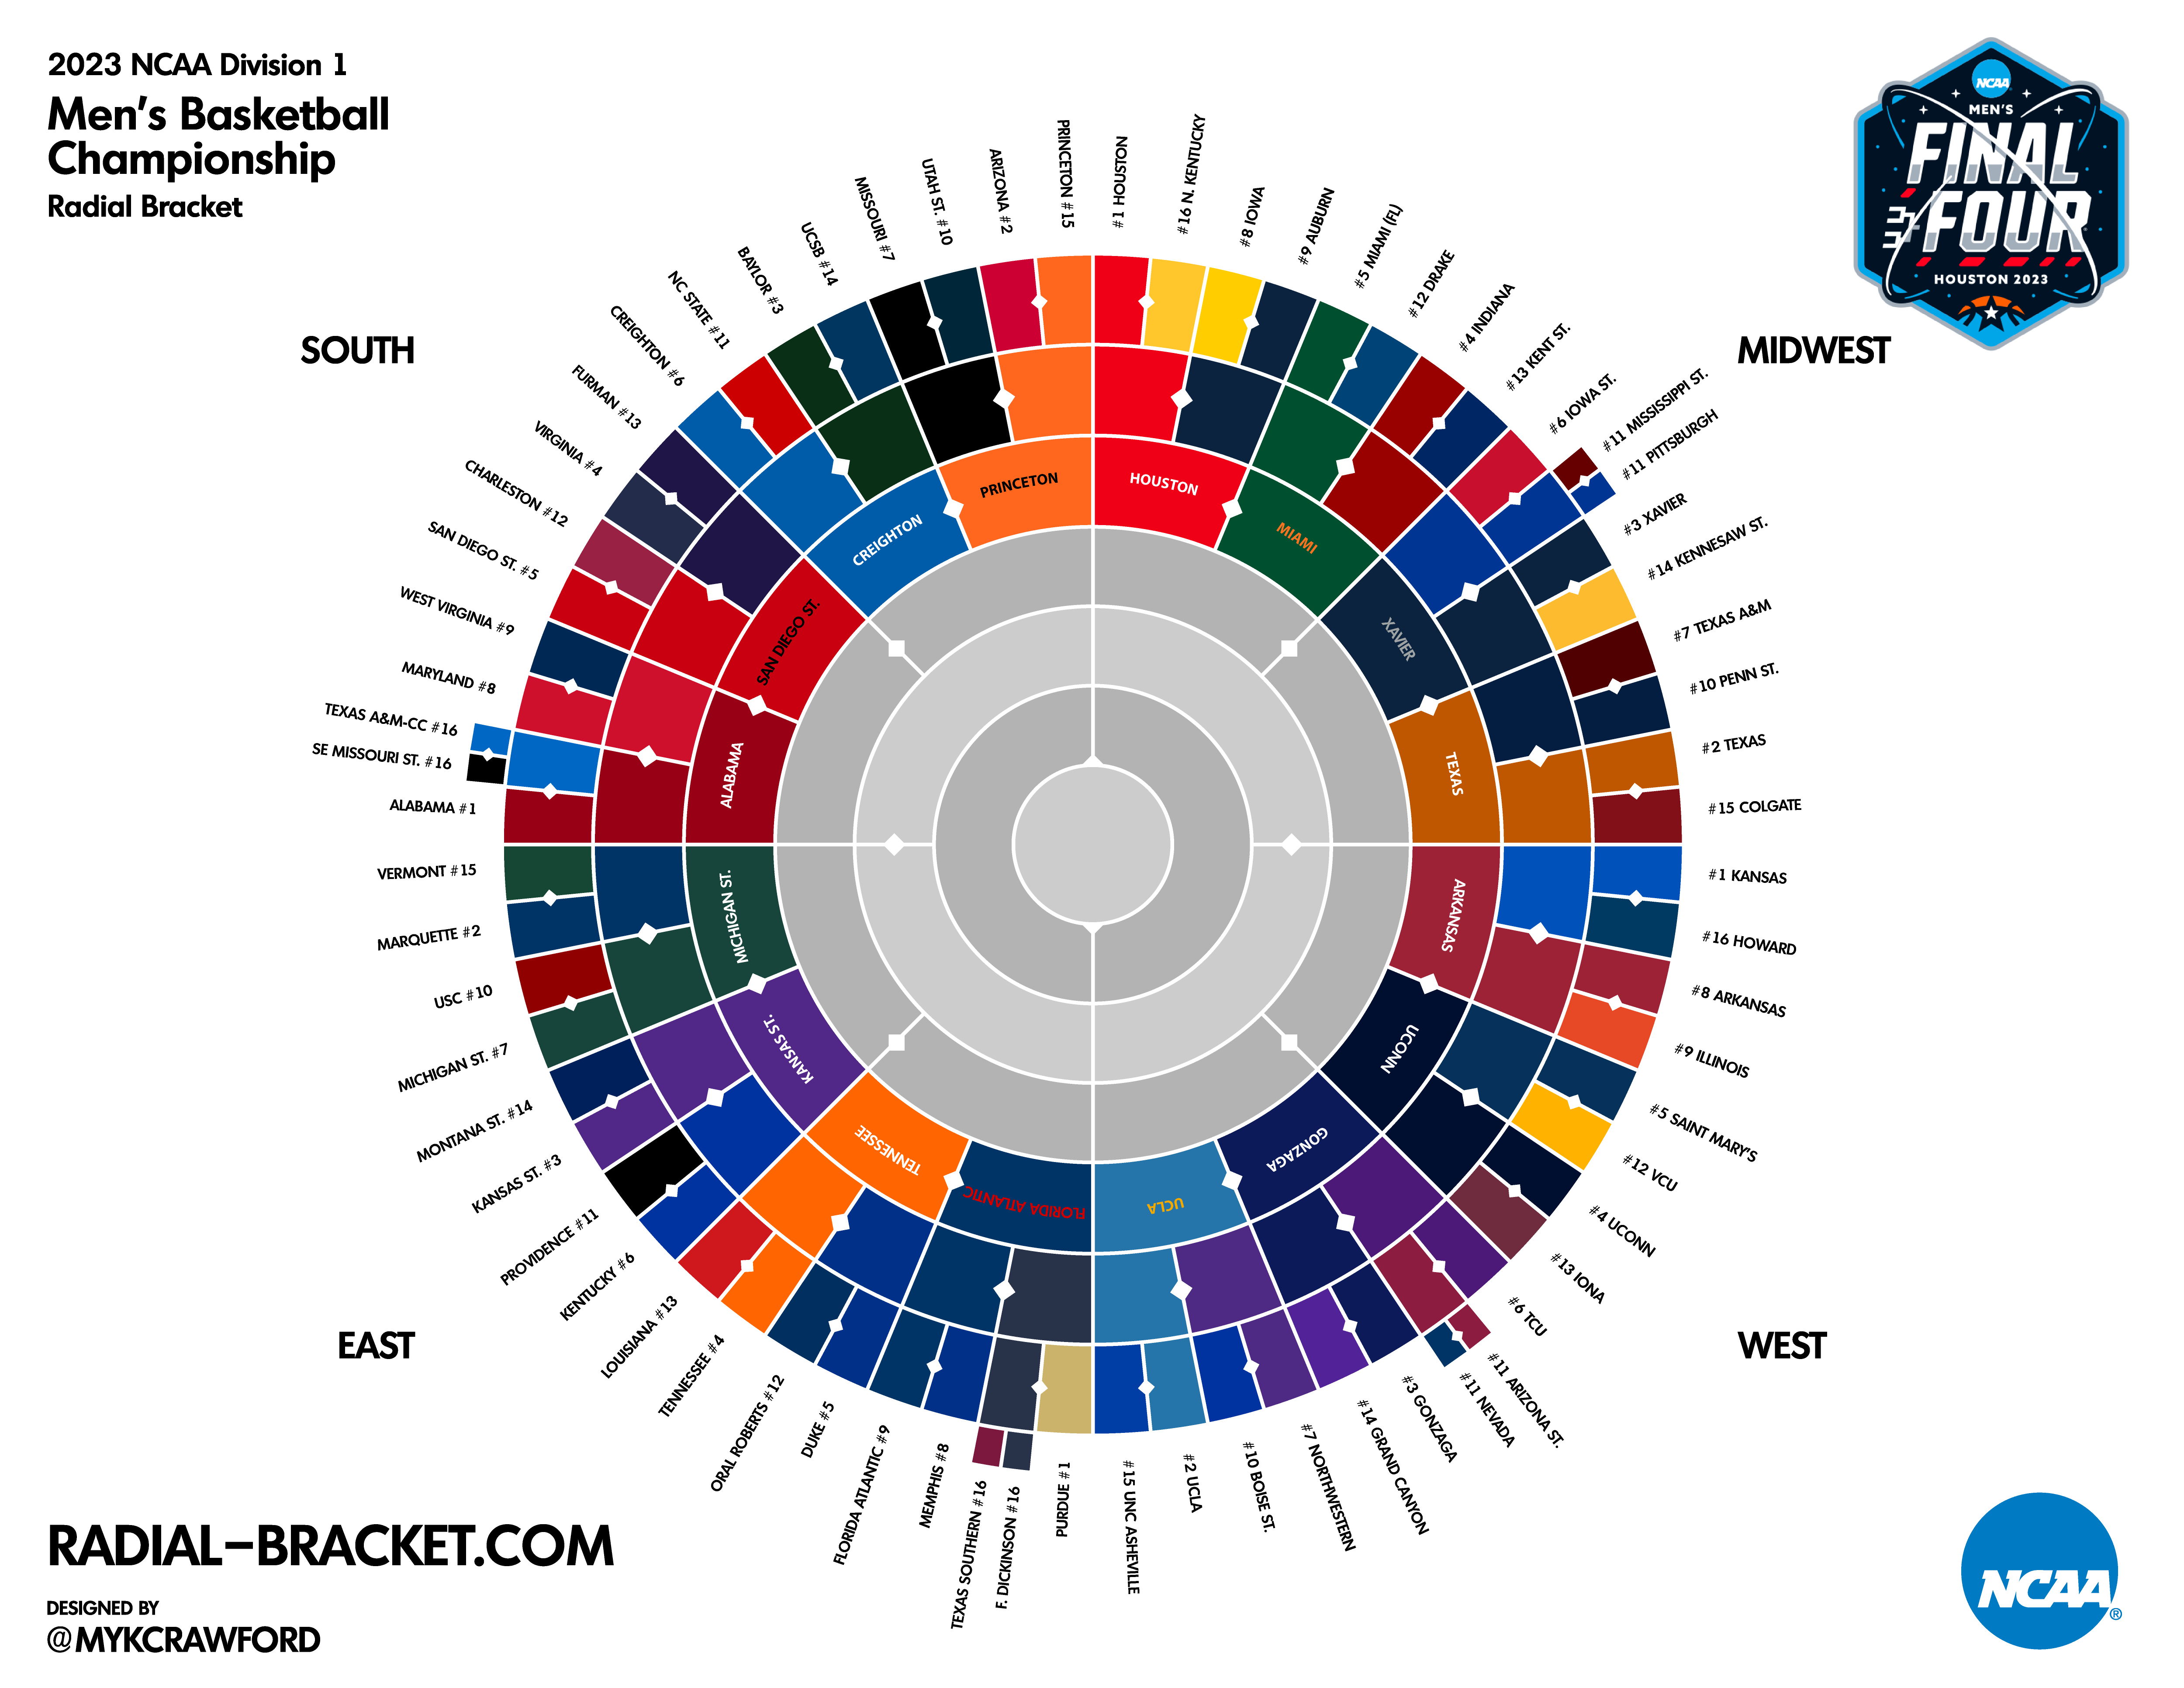 2023 NCAA Division 1
Men's Basketball
Championship
Radial Bracket
NCAA
MEN'S
FINAL
FOUR
HOUSTON 2023
SOUTH
MIDWEST
EAST
WEST
#1 HOUSTON
#16 N. KENTUCKY
#8 IOWA
#9 AUBURN
#5 MIAMI (FL)
#12 DRAKE
#4 INDIANA
#13 KENT ST.
#6 IOWA ST.
#11 MISSISSIPPI ST.
#11 PITTSBURGH
#3 XAVIER
#14 KENNESAW ST.
#7 TEXAS A&M
#10 PENN ST.
#2 TEXAS
#15 COLGATE
#1 KANSAS
#16 HOWARD
#8 ARKANSAS
#9 ILLINOIS
#5 SAINT MARY'S
#12 VCU
#4 UCONN
#13 IONA
#6 TCU
#11 ARIZONA ST.
#11 NEVADA
#3 GONZAGA
#14 GRAND CANYON
#7 NORTHWESTERN
#10 BOISE ST.
#2 UCLA
#15 UNC ASHEVILLE
PURDUE #1
F. DICKINSON #16
TEXAS SOUTHERN #16
MEMPHIS #8
FLORIDA ATLANTIC #9
DUKE #5
ORAL ROBERTS #12
TENNESSEE #4
LOUISIANA #13
KENTUCKY #6
PROVIDENCE #11
KANSAS ST. #3
MONTANA ST. #14
MICHIGAN ST. #7
USC #10
MARQUETTE #2
VERMONT #15
ALABAMA #1
SE MISSOURI ST. #16
TEXAS A&M-CC #16
MARYLAND #8
WEST VIRGINIA #9
SAN DIEGO ST. #5
CHARLESTON #12
VIRGINIA #4
FURMAN #13
CREIGHTON #6
NC STATE #11
BAYLOR #3
UCSB #14
MISSOURI #7
UTAH ST. #10
ARIZONA #2
PRINCETON #15
HOUSTON
MIAMI
XAVIER
TEXAS
ARKANSAS
UCONN
GONZAGA
UCLA
FLORIDA ATLANTIC
TENNESSEE
KANSAS ST.
MICHIGAN ST.
ALABAMA
SAN DIEGO ST.
CREIGHTON
PRINCETON
RADIAL–BRACKET.COM
DESIGNED BY
@MYKCRAWFORD
NCAA®